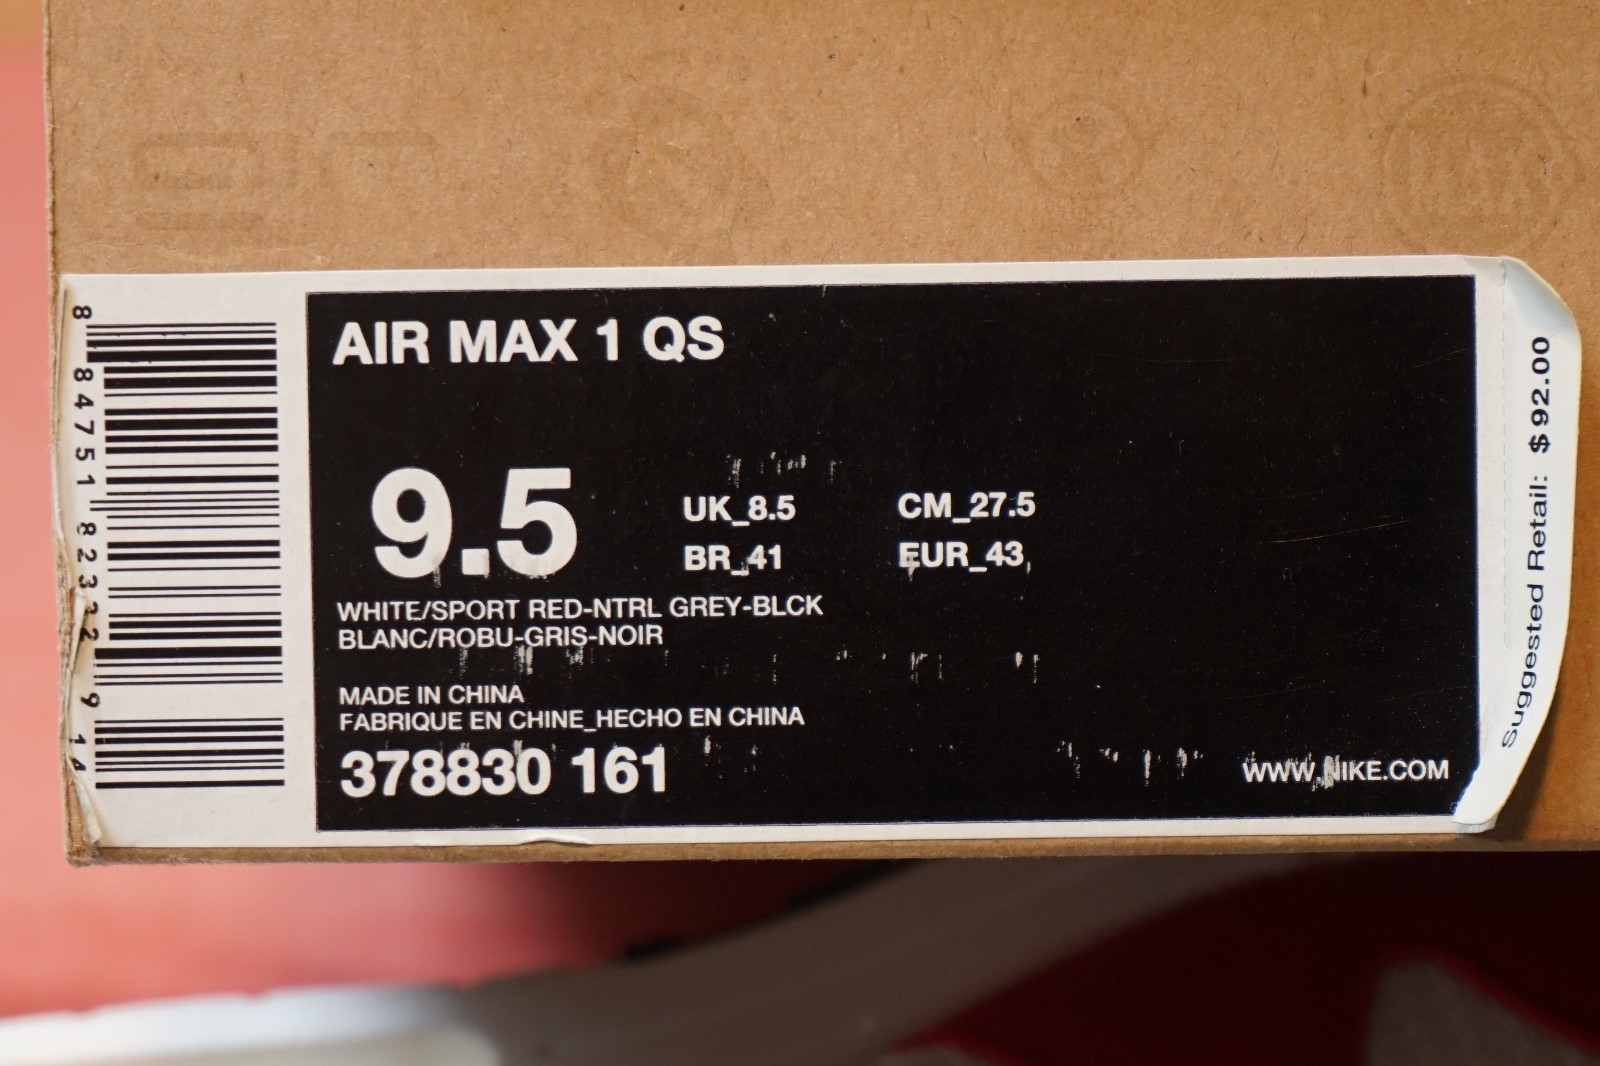 AIR MAX 1 QS
9.5
UK_8.5 CM_27.5
BR_41 EUR_43
WHITE/SPORT RED-NTRL GREY-BLCK
BLANC/ROBU-GRIS-NOIR
MADE IN CHINA
FABRIQUE EN CHINE_HECHO EN CHINA
378830 161
WWW.NIKE.COM
8 84751 82332 9 14
Suggested Retail: $92.00